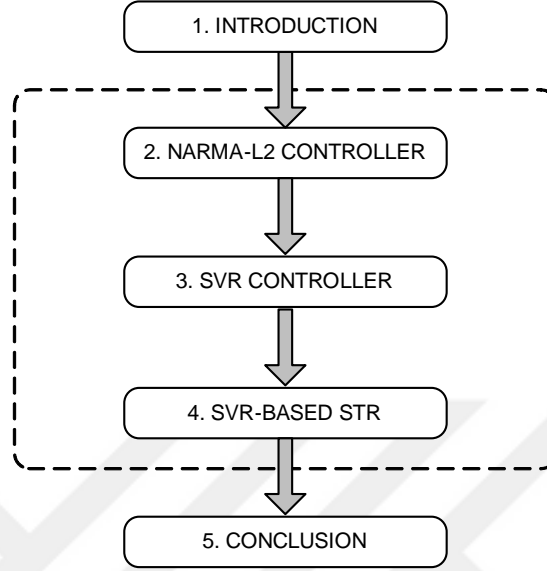 1. INTRODUCTION
2. NARMA-L2 CONTROLLER
3. SVR CONTROLLER
4. SVR-BASED STR
5. CONCLUSION